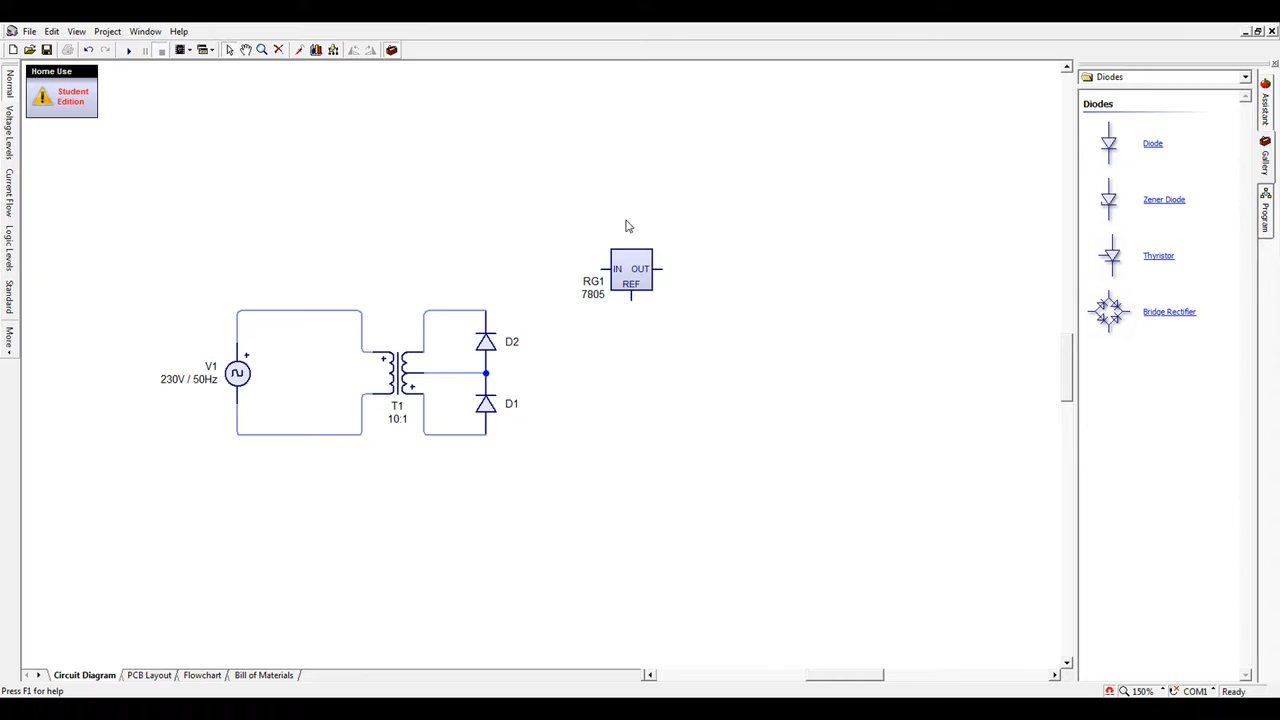 File Edit View Project Window Help
Home Use
Student
Edition
Normal
Voltage Levels
Current Flow
Logic Levels
Standard
More
V1
230V / 50Hz
+
+
+
T1
10:1
D2
D1
RG1
7805
IN OUT
REF
Diodes
Diodes
Diode
Zener Diode
Thyristor
Bridge Rectifier
Assistant
Gallery
Program
Circuit Diagram PCB Layout Flowchart Bill of Materials
Press F1 for help
150% COM1 Ready